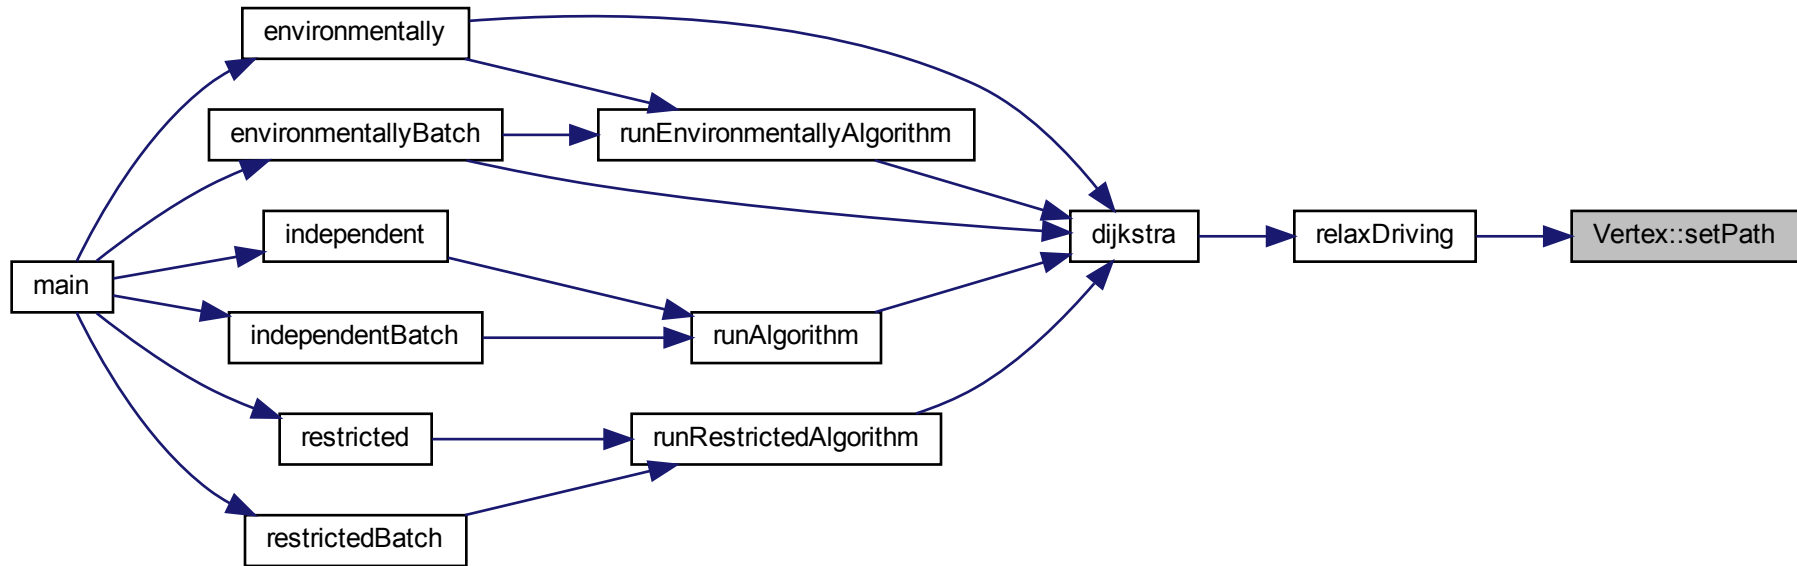 environmentally
environmentallyBatch
runEnvironmentallyAlgorithm
independent
dijkstra
relaxDriving
Vertex::setPath
main
independentBatch
runAlgorithm
restricted
runRestrictedAlgorithm
restrictedBatch